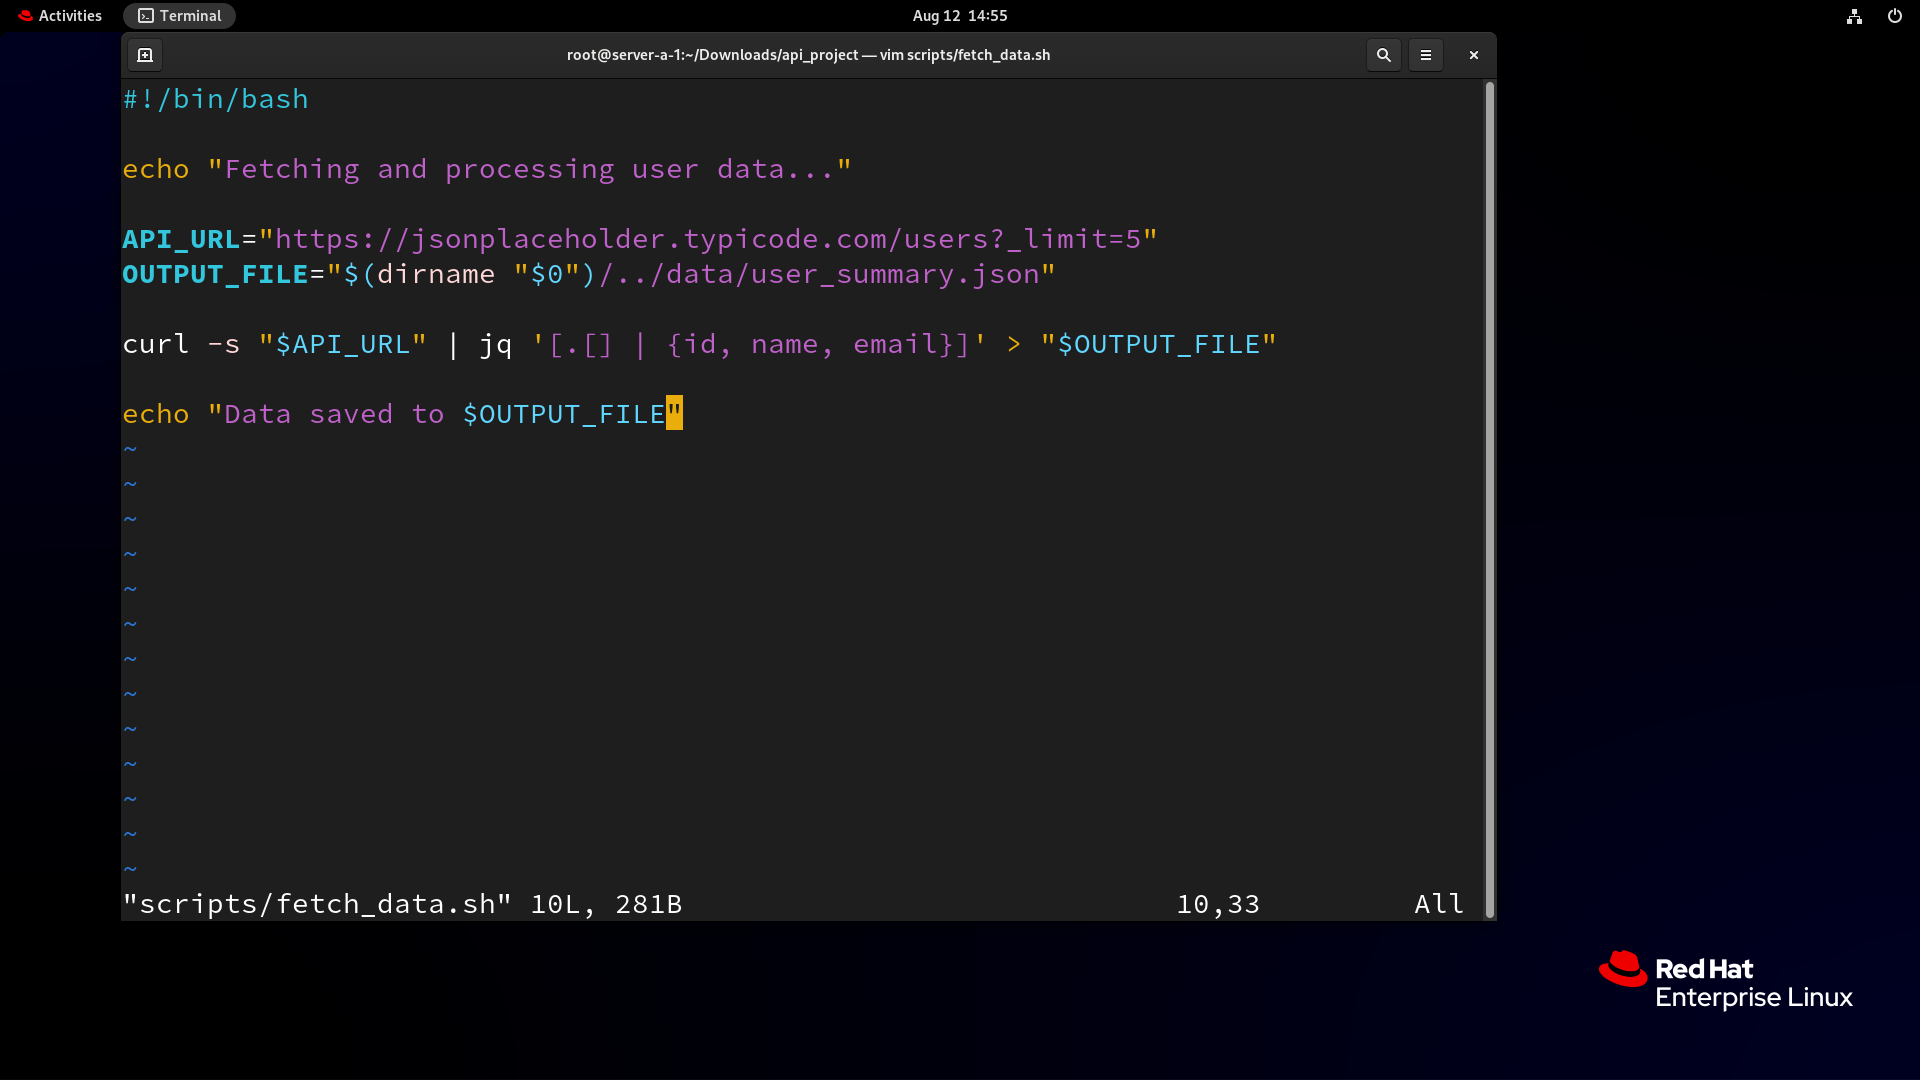 Activities
Terminal
Aug 12 14:55
root@server-a-1:~/Downloads/api_project — vim scripts/fetch_data.sh
#!/bin/bash
echo "Fetching and processing user data..."
API_URL="https://jsonplaceholder.typicode.com/users?_limit=5"
OUTPUT_FILE="$(dirname "$0")/../data/user_summary.json"
curl -s "$API_URL" | jq '[.[] | {id, name, email}]' > "$OUTPUT_FILE"
echo "Data saved to $OUTPUT_FILE"
~
~
~
~
~
~
~
~
~
~
~
~
~
"scripts/fetch_data.sh" 10L, 281B 10,33 All
Red Hat
Enterprise Linux